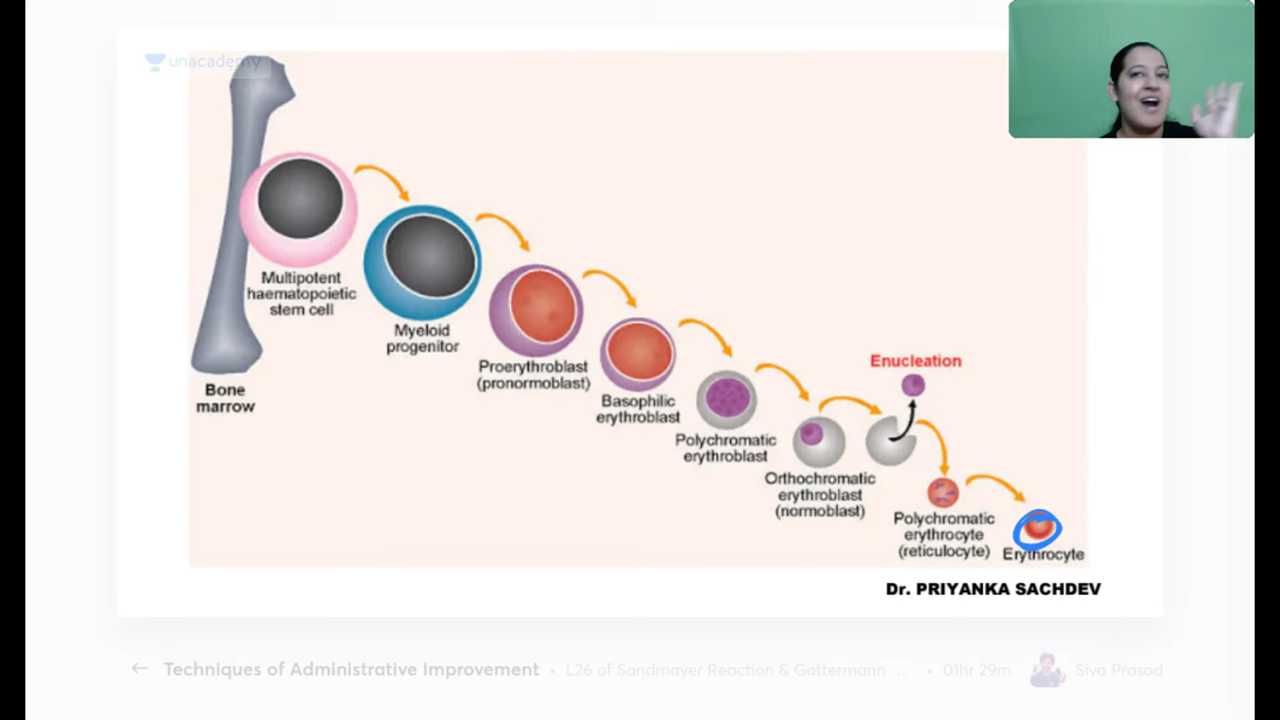 unacademy
Multipotent
haematopoietic
stem cell
Myeloid
progenitor
Proerythroblast
(pronormoblast)
Basophilic
erythroblast
Polychromatic
erythroblast
Orthochromatic
erythroblast
(normoblast)
Enucleation
Polychromatic
erythrocyte
(reticulocyte)
Erythrocyte
Bone
marrow
Dr. PRIYANKA SACHDEV
← Techniques of Administrative Improvement • L26 of Sandmayer Reaction & Gattermann ... • 01hr 29m Siva Prasad